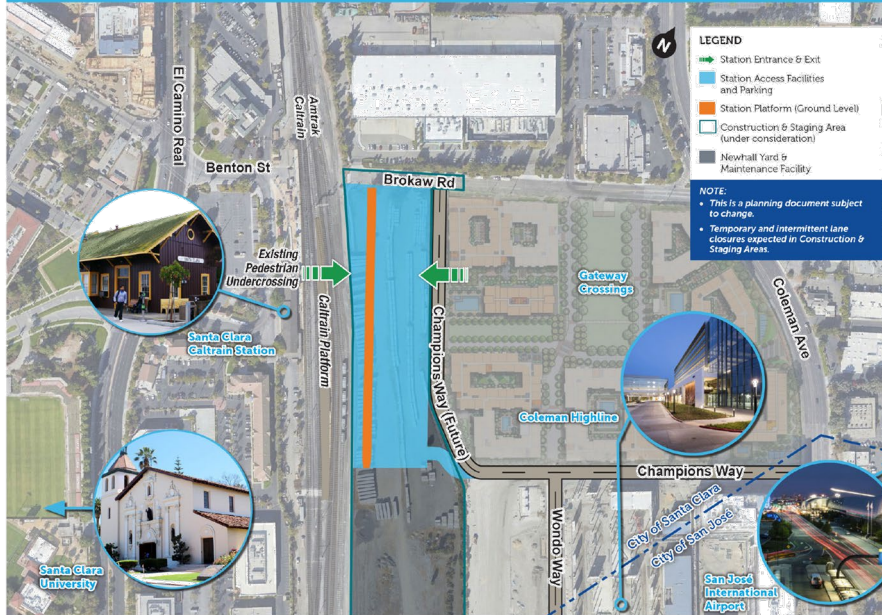 N
LEGEND
Station Entrance & Exit
Station Access Facilities
and Parking
Station Platform (Ground Level)
Construction & Staging Area
(under consideration)
Newhall Yard &
Maintenance Facility
NOTE:
• This is a planning document subject
to change.
• Temporary and intermittent lane
closures expected in Construction &
Staging Areas.
El Camino Real
Amtrak
Caltrain
Benton St
Brokaw Rd
Existing
Pedestrian
Undercrossing
Caltrain Platform
Santa Clara
Caltrain Station
Champions Way (Future)
Gateway
Crossings
Coleman Ave
Coleman Highline
Champions Way
Wondo Way
City of Santa Clara
City of San José
Santa Clara
University
San José
International
Airport